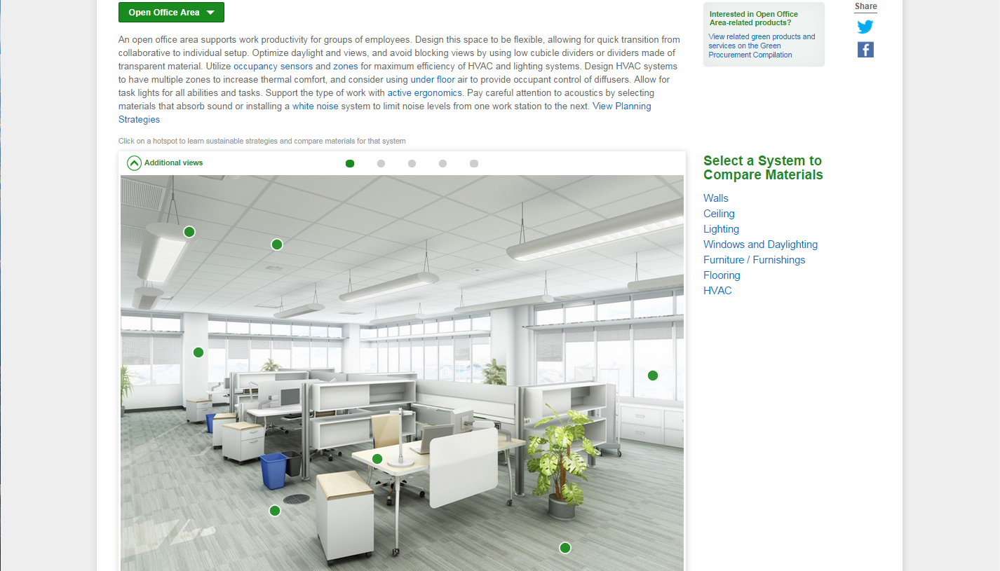 Open Office Area
An open office area supports work productivity for groups of employees. Design this space to be flexible, allowing for quick transition from
collaborative to individual setup. Optimize daylight and views, and avoid blocking views by using low cubicle dividers or dividers made of
transparent material. Utilize occupancy sensors and zones for maximum efficiency of HVAC and lighting systems. Design HVAC systems
to have multiple zones to increase thermal comfort, and consider using under floor air to provide occupant control of diffusers. Allow for
task lights for all abilities and tasks. Support the type of work with active ergonomics. Pay careful attention to acoustics by selecting
materials that absorb sound or installing a white noise system to limit noise levels from one work station to the next. View Planning
Strategies
Click on a hotspot to learn sustainable strategies and compare materials for that system
Additional views
Interested in Open Office
Area-related products?
View related green products and
services on the Green
Procurement Compilation
Share
Select a System to
Compare Materials
Walls
Ceiling
Lighting
Windows and Daylighting
Furniture / Furnishings
Flooring
HVAC